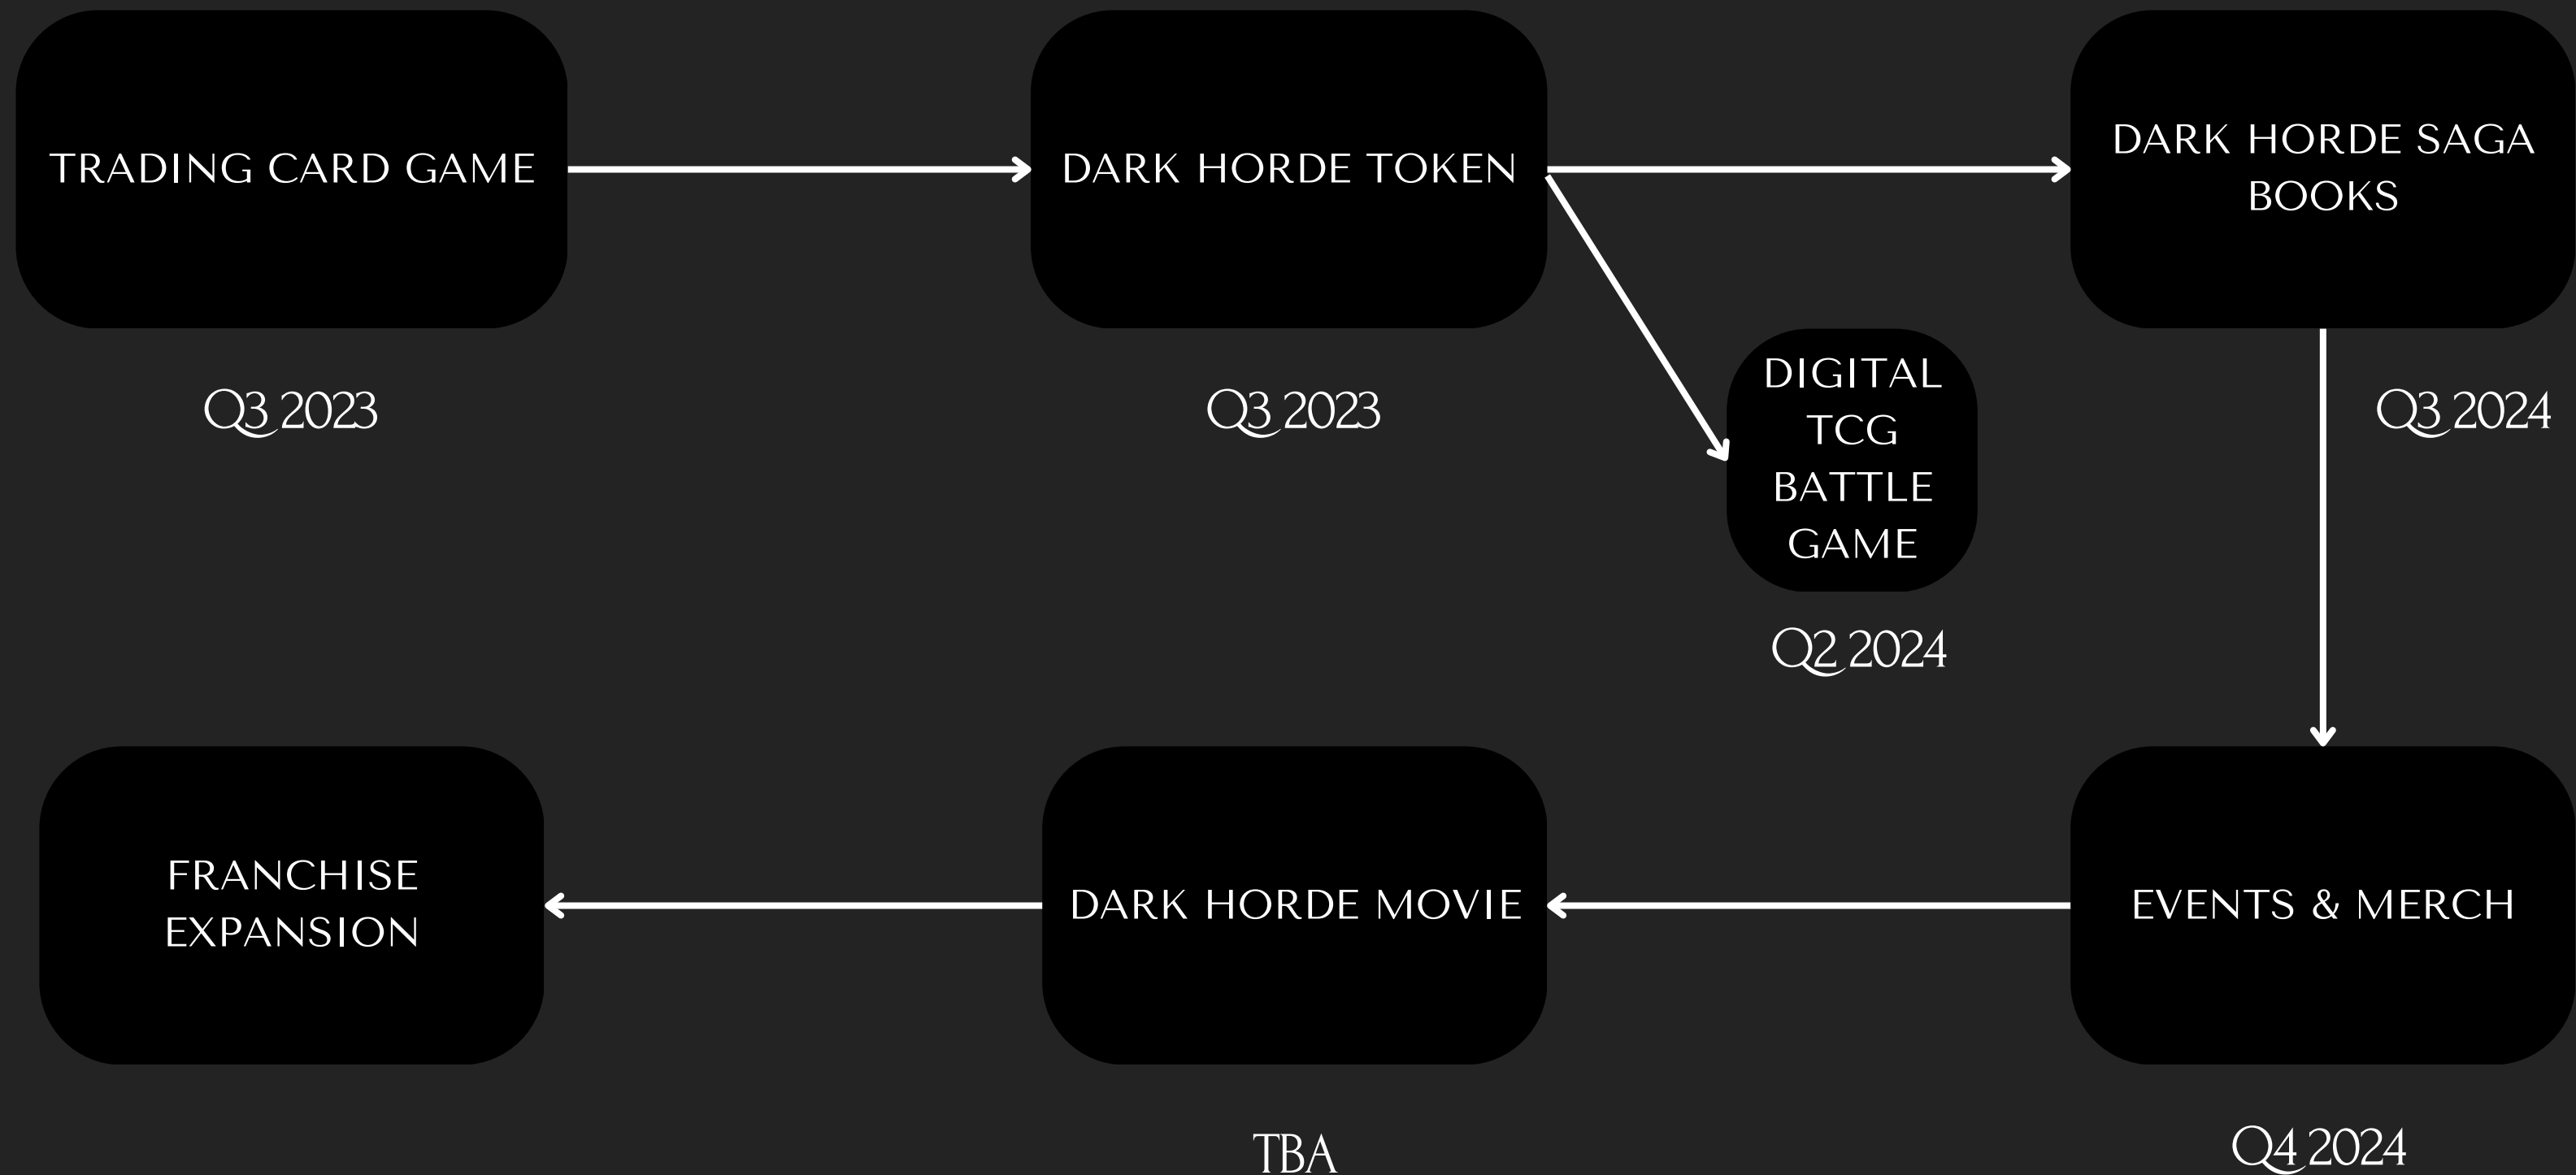 TRADING CARD GAME
Q3 2023
DARK HORDE TOKEN
Q3 2023
DIGITAL
TCG
BATTLE
GAME
Q2 2024
DARK HORDE SAGA
BOOKS
Q3 2024
EVENTS & MERCH
Q4 2024
DARK HORDE MOVIE
TBA
FRANCHISE
EXPANSION